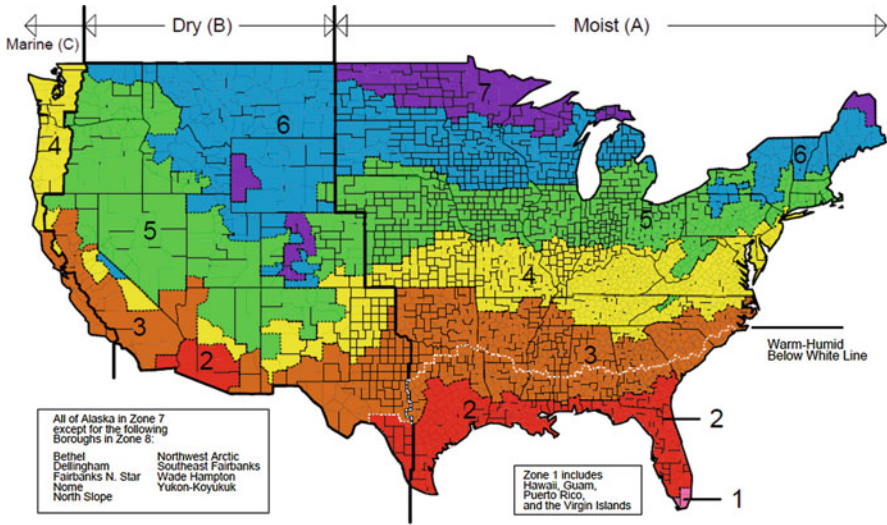 Marine (C)
Dry (B)
Moist (A)
7
6
6
4
5
5
4
3
3
2
2
Warm-Humid
Below White Line
2
1
All of Alaska in Zone 7
except for the following
Boroughs in Zone 8:
Bethel
Dellingham
Fairbanks N. Star
Nome
North Slope
Northwest Arctic
Southeast Fairbanks
Wade Hampton
Yukon-Koyukuk
Zone 1 includes
Hawaii, Guam,
Puerto Rico,
and the Virgin Islands